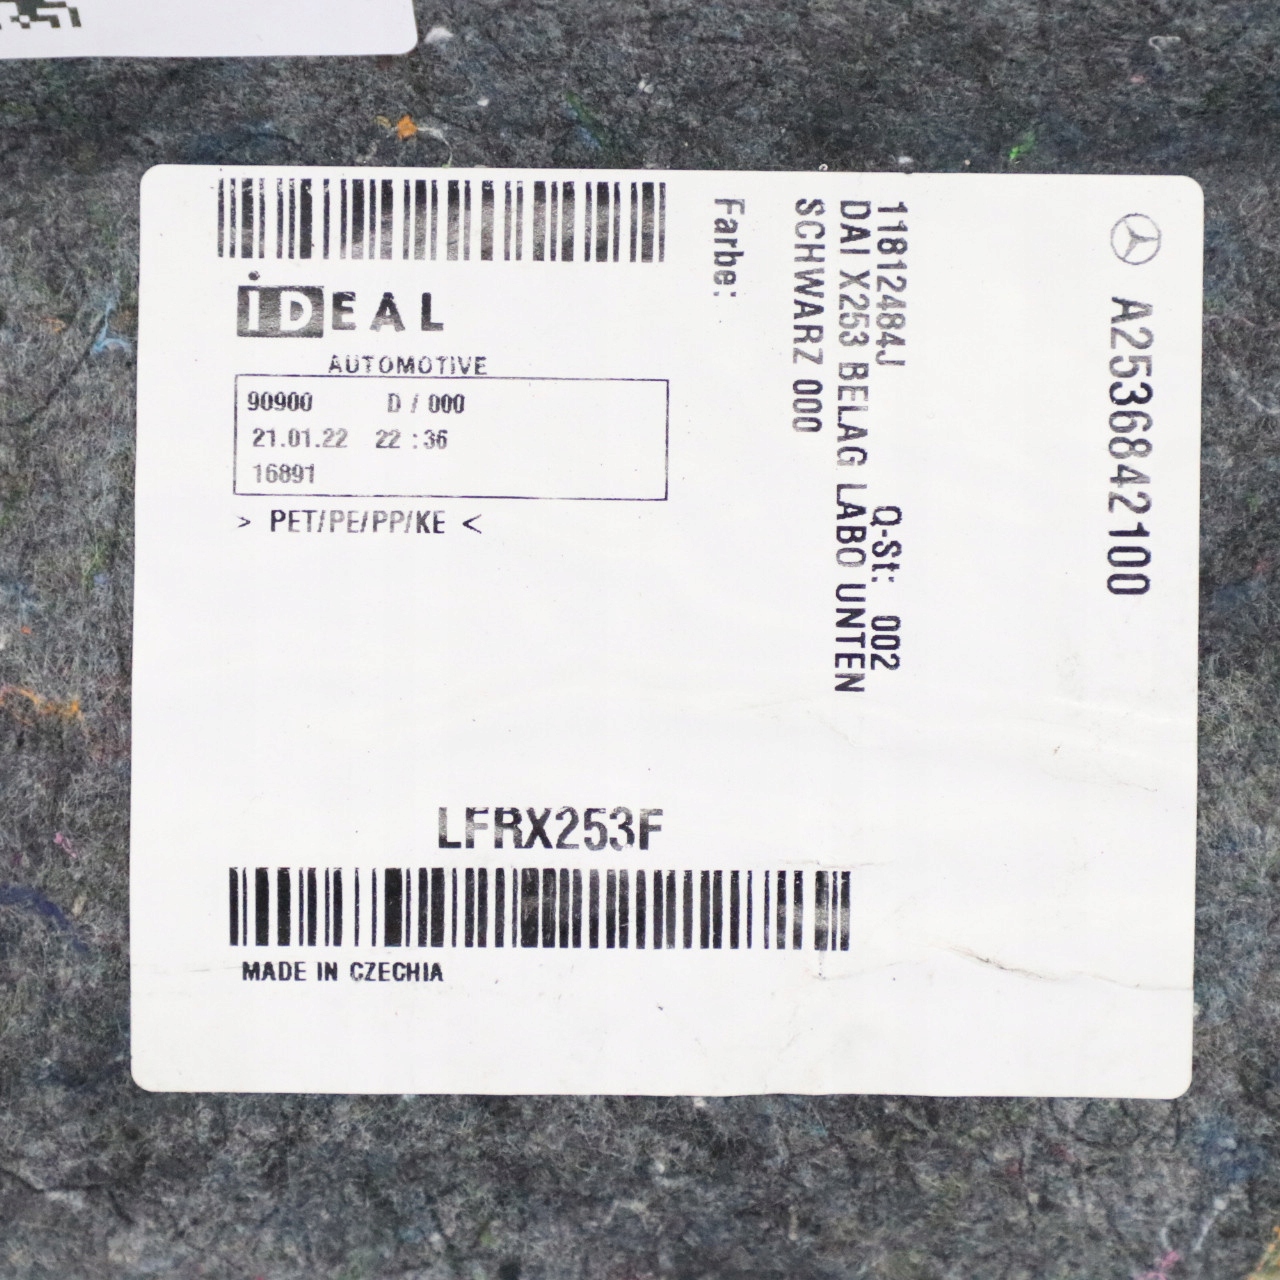 iDEAL
AUTOMOTIVE
90900 D / 000
21.01.22 22 :36
16891
> PET/PE/PP/KE <
LFRX253F
MADE IN CZECHIA
A2536842100
11812484J Q-St: 002
DAI X253 BELAG LABO UNTEN
SCHWARZ 000
Farbe: